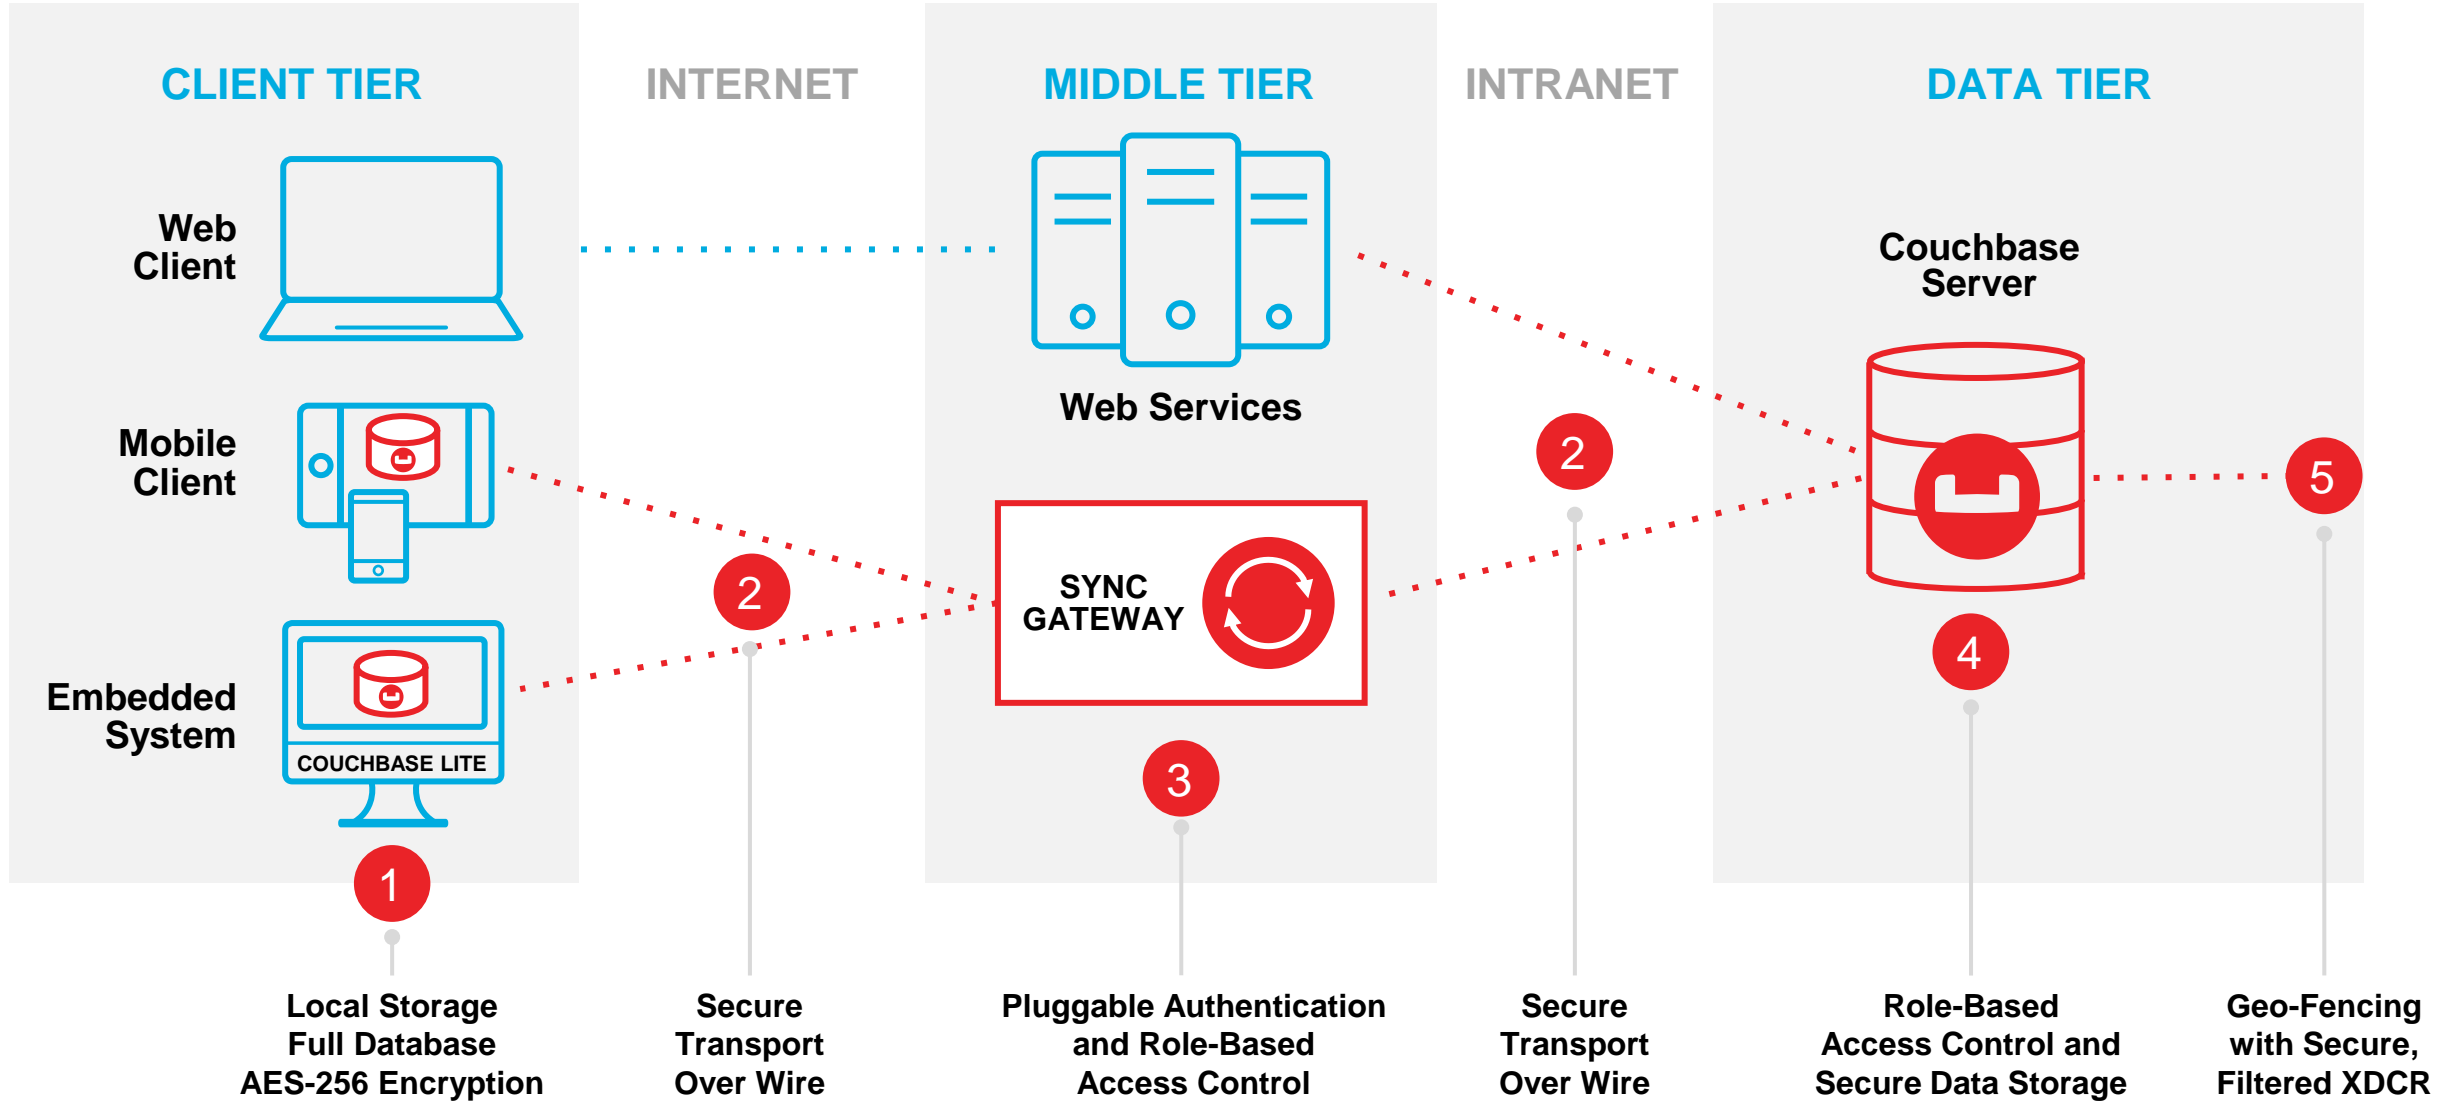 CLIENT TIER
INTERNET
MIDDLE TIER
INTRANET
DATA TIER
Web
Client
Mobile
Client
Embedded
System
COUCHBASE LITE
Web Services
SYNC
GATEWAY
Couchbase
Server
1
2
3
2
4
5
Local Storage
Full Database
AES-256 Encryption
Secure
Transport
Over Wire
Pluggable Authentication
and Role-Based
Access Control
Secure
Transport
Over Wire
Role-Based
Access Control and
Secure Data Storage
Geo-Fencing
with Secure,
Filtered XDCR